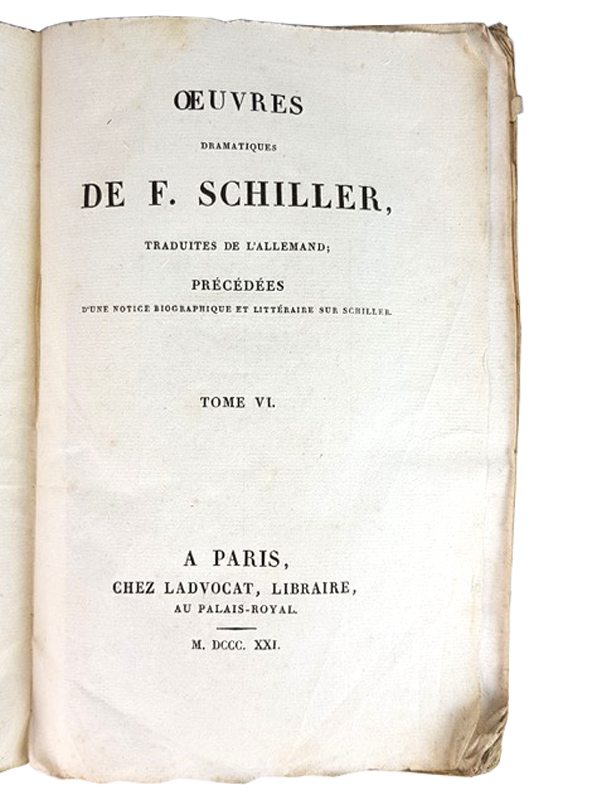 ŒUVRES
DRAMATIQUES
DE F. SCHILLER,
TRADUITES DE L'ALLEMAND;
PRÉCÉDÉES
D'UNE NOTICE BIOGRAPHIQUE ET LITTÉRAIRE SUR SCHILLER.
TOME VI.
A PARIS,
CHEZ LADVOCAT, LIBRAIRE,
AU PALAIS-ROYAL.
M. DCCC. XXI.